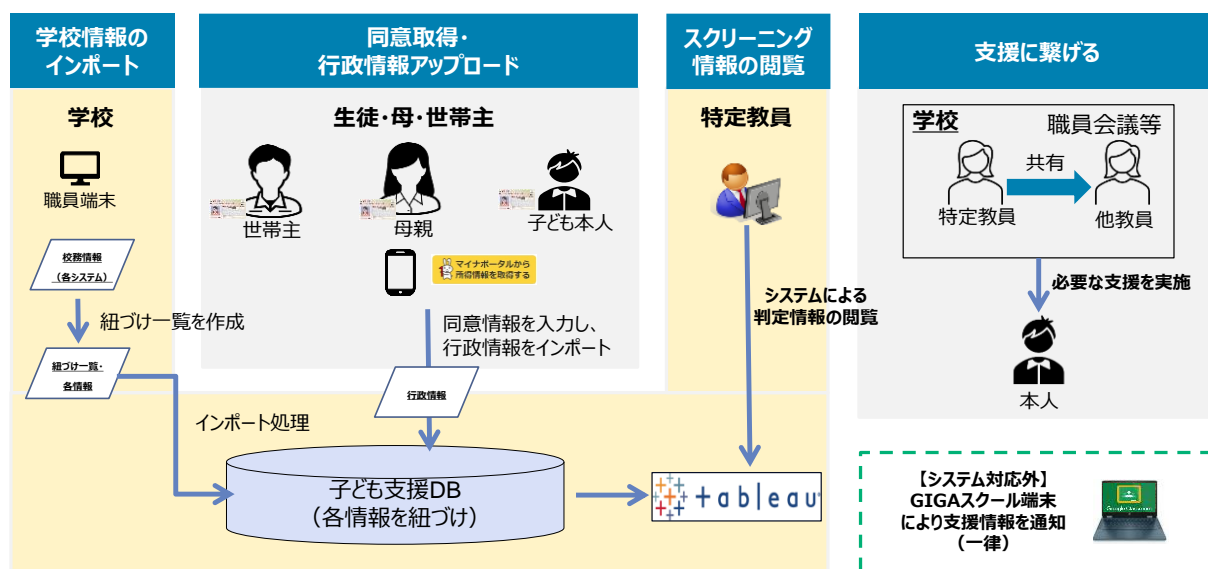 学校情報の
インポート
同意取得・
行政情報アップロード
スクリーニング
情報の閲覧
支援に繋げる
学校
職員端末
校務情報
（各システム）
紐づけ一覧を作成
紐づけ一覧・
各情報
生徒・母・世帯主
世帯主
母親
子ども本人
マイナポータルから
所得情報を取得する
同意情報を入力し、
行政情報をインポート
行政情報
インポート処理
子ども支援DB
（各情報を紐づけ）
特定教員
システムによる
判定情報の閲覧
+tableau
学校
職員会議等
共有
特定教員
他教員
必要な支援を実施
本人
【システム対応外】
GIGAスクール端末
により支援情報を通知
（一律）
Google Classroom